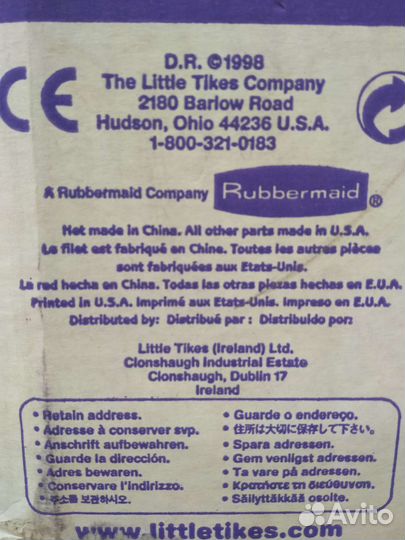 D.R. ©1998
The Little Tikes Company
2180 Barlow Road
Hudson, Ohio 44236 U.S.A.
1-800-321-0183
CE
A Rubbermaid Company Rubbermaid ®
Net made in China. All other parts made in U.S.A.
Le filet est fabriqué en Chine. Toutes les autres pièces
sont fabriquées aux Etats-Unis.
La red hecha en China. Todas las otras piezas hechas en E.U.A.
Printed in U.S.A. Imprimé aux Etats-Unis. Impreso en E.U.A.
Distributed by: Distribué par : Distribuido por:
Little Tikes (Ireland) Ltd.
Clonshaugh Industrial Estate
Clonshaugh, Dublin 17
Ireland
• Retain address.
• Adresse à conserver svp.
• Anschrift aufbewahren.
• Guarde la dirección.
• Adres bewaren.
• Conservare l'indirizzo.
• 주소를 보관하시오.
• Guarde o endereço.
• 住所は大切に保存して下さい。
• Spara adressen.
• Gem venligst adressen.
• Ta vare på adressen.
• Κρατήστε τη διεύθυνση.
• Säilyttäkää osoite.
www.littletikes.com
Avito